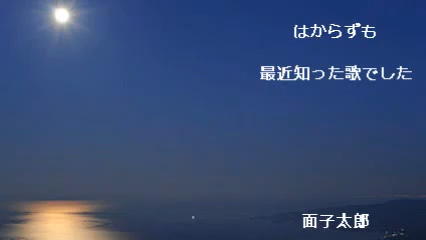 はからずも
最近知った歌でした
面子太郎